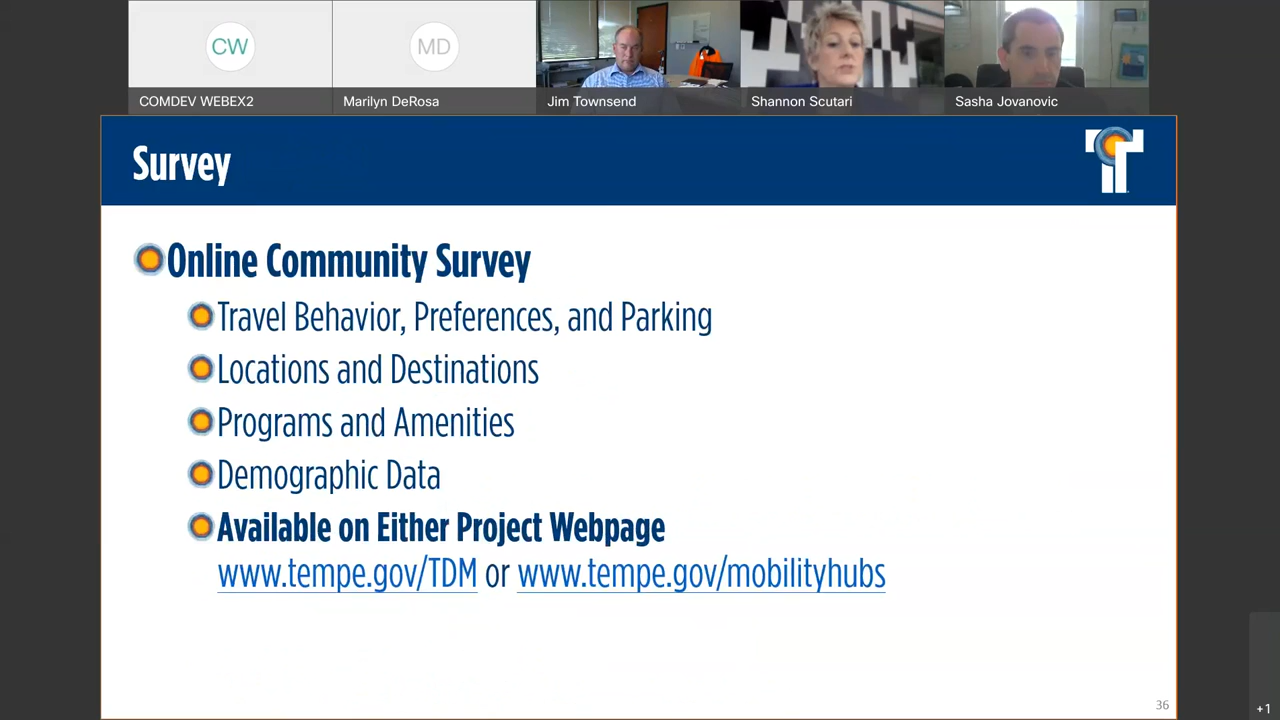 CW
MD
COMDEV WEBEX2
Marilyn DeRosa
Jim Townsend
Shannon Scutari
Sasha Jovanovic
Survey
T
Online Community Survey
Travel Behavior, Preferences, and Parking
Locations and Destinations
Programs and Amenities
Demographic Data
Available on Either Project Webpage
www.tempe.gov/TDM or www.tempe.gov/mobilityhubs
36
+1